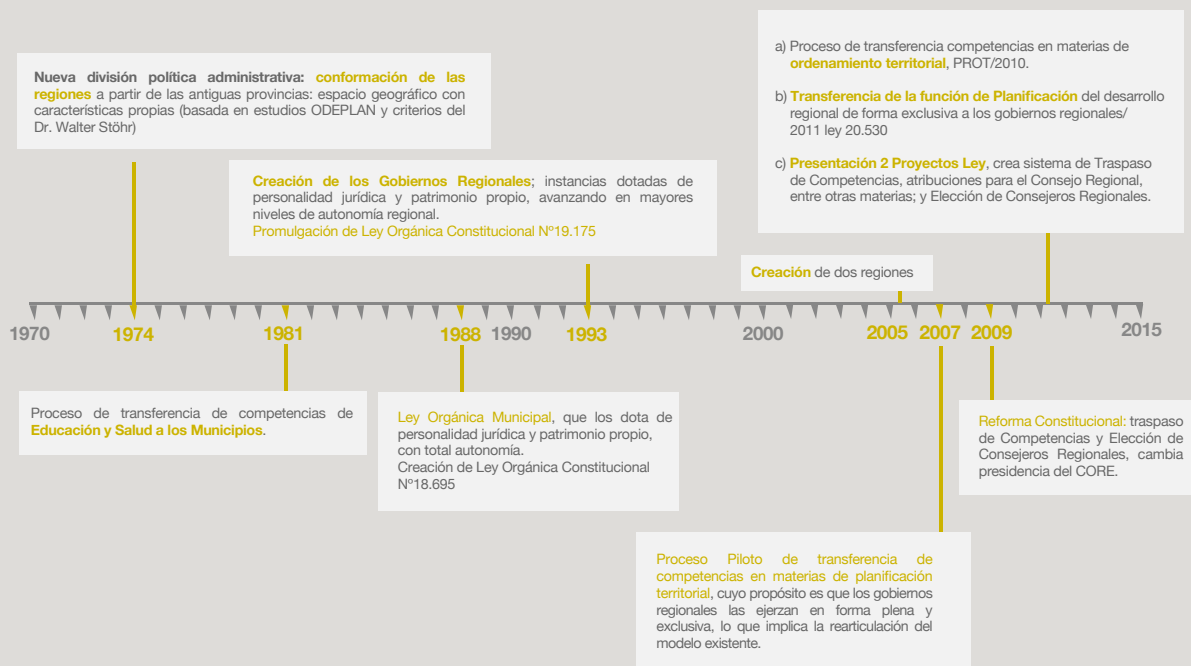 Nueva división política administrativa: conformación de las
regiones a partir de las antiguas provincias: espacio geográfico con
características propias (basada en estudios ODEPLAN y criterios del
Dr. Walter Stöhr)
Creación de los Gobiernos Regionales; instancias dotadas de
personalidad jurídica y patrimonio propio, avanzando en mayores
niveles de autonomía regional.
Promulgación de Ley Orgánica Constitucional Nº19.175
a) Proceso de transferencia competencias en materias de
ordenamiento territorial, PROT/2010.
b) Transferencia de la función de Planificación del desarrollo
regional de forma exclusiva a los gobiernos regionales/
2011 ley 20.530
c) Presentación 2 Proyectos Ley, crea sistema de Traspaso
de Competencias, atribuciones para el Consejo Regional,
entre otras materias; y Elección de Consejeros Regionales.
Creación de dos regiones
1970 1974 1981 1988 1990 1993 2000 2005 2007 2009 2015
Proceso de transferencia de competencias de
Educación y Salud a los Municipios.
Ley Orgánica Municipal, que los dota de
personalidad jurídica y patrimonio propio,
con total autonomía.
Creación de Ley Orgánica Constitucional
Nº18.695
Reforma Constitucional: traspaso
de Competencias y Elección de
Consejeros Regionales, cambia
presidencia del CORE.
Proceso Piloto de transferencia de
competencias en materias de planificación
territorial, cuyo propósito es que los gobiernos
regionales las ejerzan en forma plena y
exclusiva, lo que implica la rearticulación del
modelo existente.